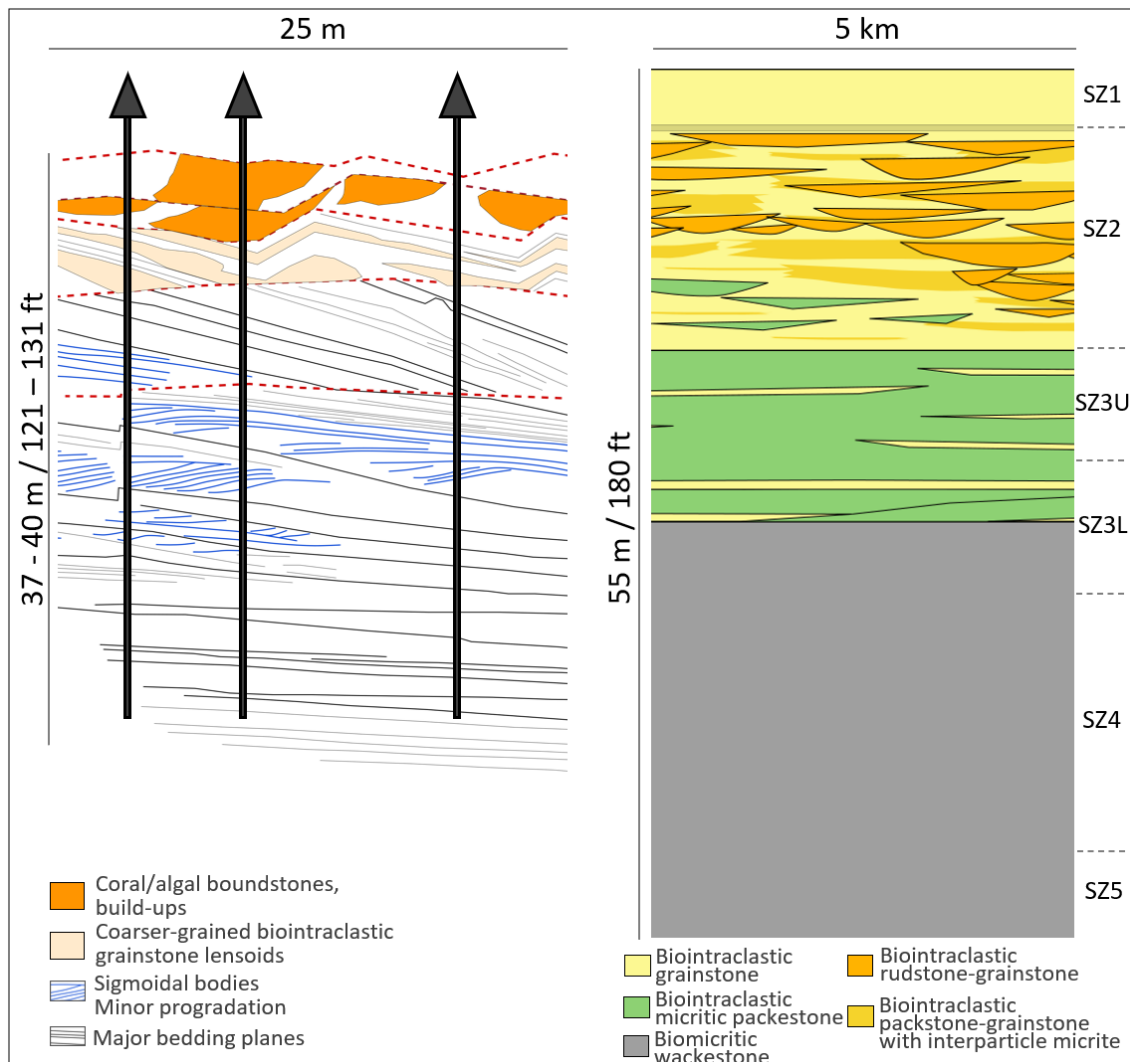 25 m
5 km
37 - 40 m / 121 – 131 ft
55 m / 180 ft
SZ1
SZ2
SZ3U
SZ3L
SZ4
SZ5
Coral/algal boundstones,
build-ups
Coarser-grained biointraclastic
grainstone lensoids
Sigmoidal bodies
Minor progradation
Major bedding planes
Biointraclastic
grainstone
Biointraclastic
micritic packestone
Biomicritic
wackestone
Biointraclastic
rudstone-grainstone
Biointraclastic
packstone-grainstone
with interparticle micrite